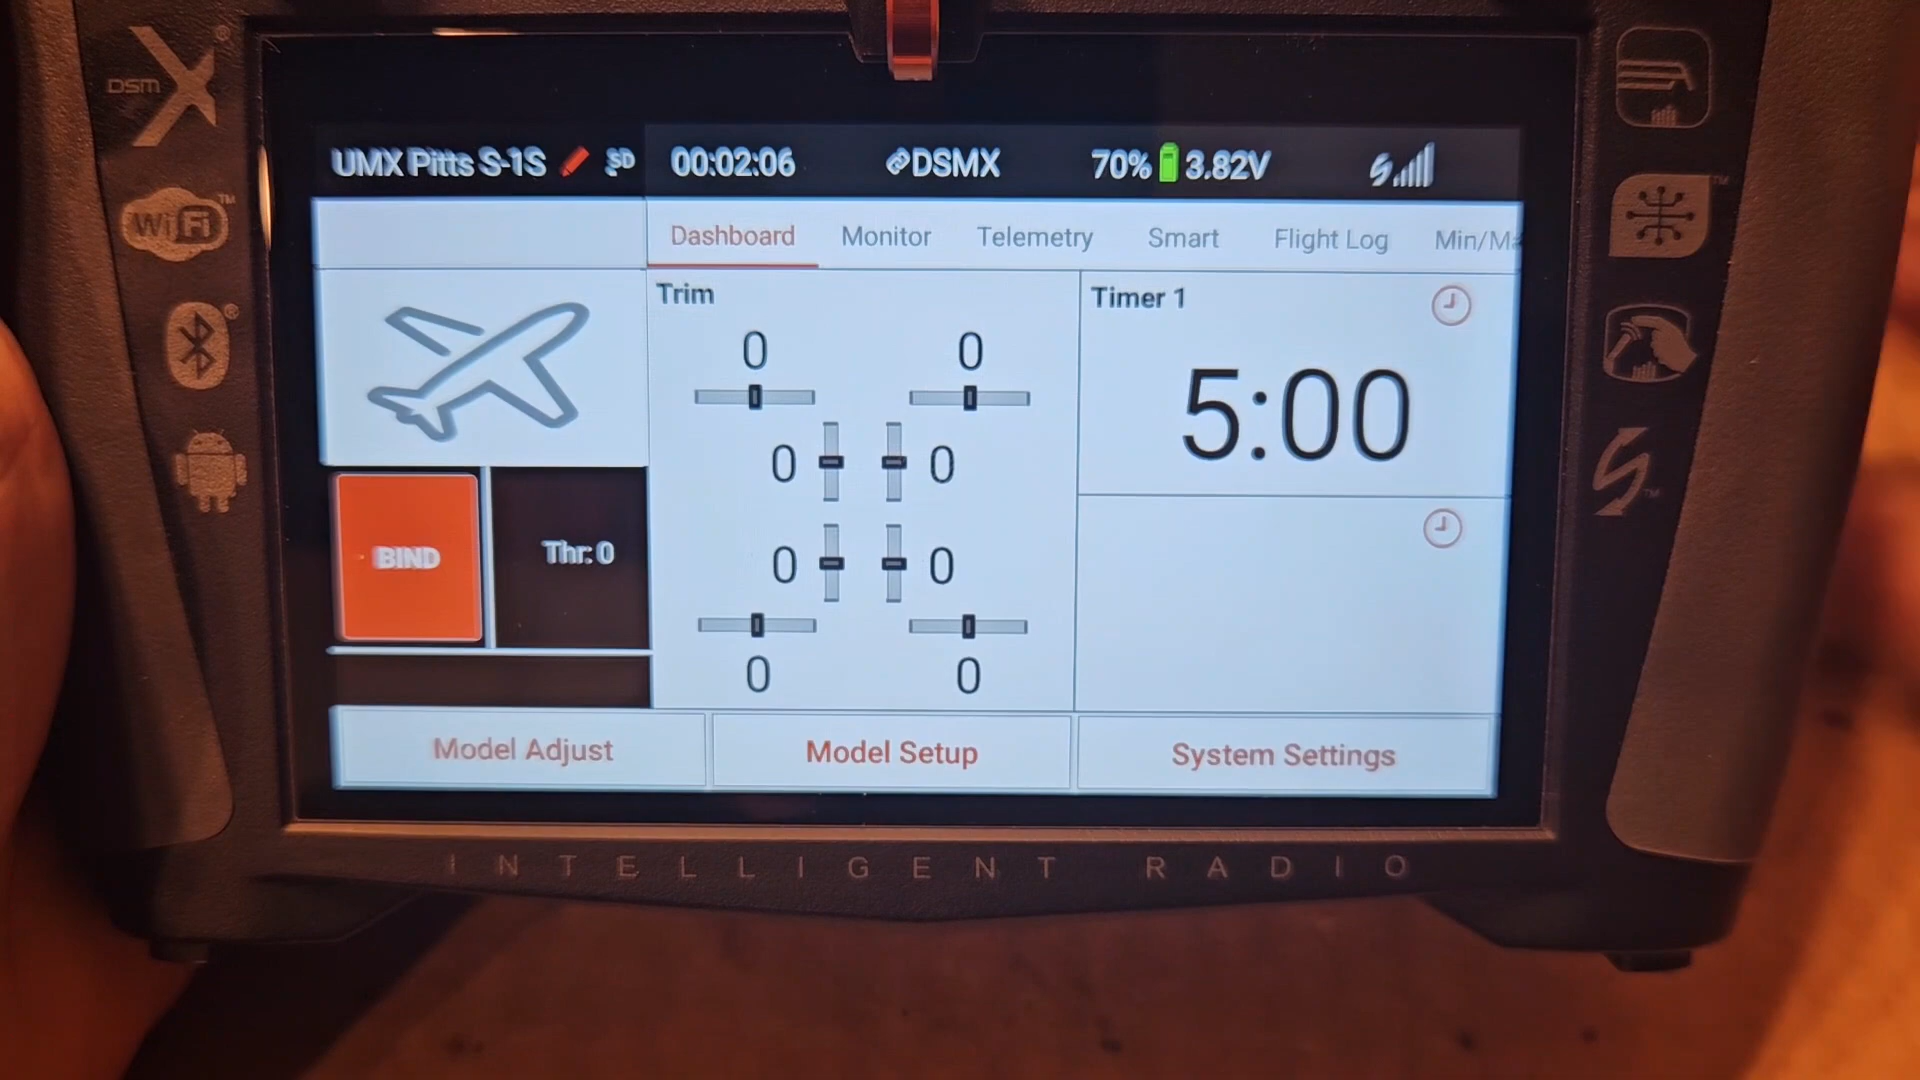 DSM X
WiFi
UMX Pitts S-1S SD 00:02:06 DSMX 70% 3.82V
Dashboard Monitor Telemetry Smart Flight Log Min/Ma
Trim
0 0
0 0
0 0
0 0
Timer 1
5:00
BIND
Thr: 0
Model Adjust Model Setup System Settings
INTELLIGENT RADIO